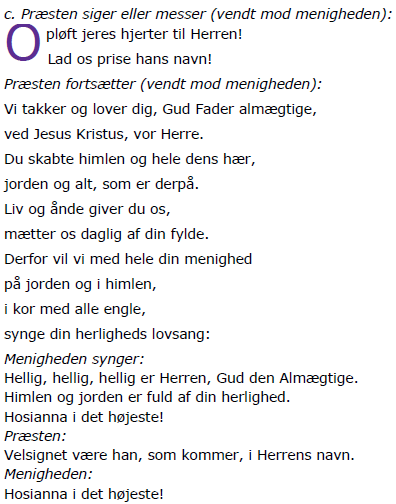 c. Præsten siger eller messer (vendt mod menigheden):
Opløft jeres hjerter til Herren!
Lad os prise hans navn!
Præsten fortsætter (vendt mod menigheden):
Vi takker og lover dig, Gud Fader almægtige,
ved Jesus Kristus, vor Herre.
Du skabte himlen og hele dens hær,
jorden og alt, som er derpå.
Liv og ånde giver du os,
mætter os daglig af din fylde.
Derfor vil vi med hele din menighed
på jorden og i himlen,
i kor med alle engle,
synge din herligheds lovsang:
Menigheden synger:
Hellig, hellig, hellig er Herren, Gud den Almægtige.
Himlen og jorden er fuld af din herlighed.
Hosianna i det højeste!
Præsten:
Velsignet være han, som kommer, i Herrens navn.
Menigheden:
Hosianna i det højeste!